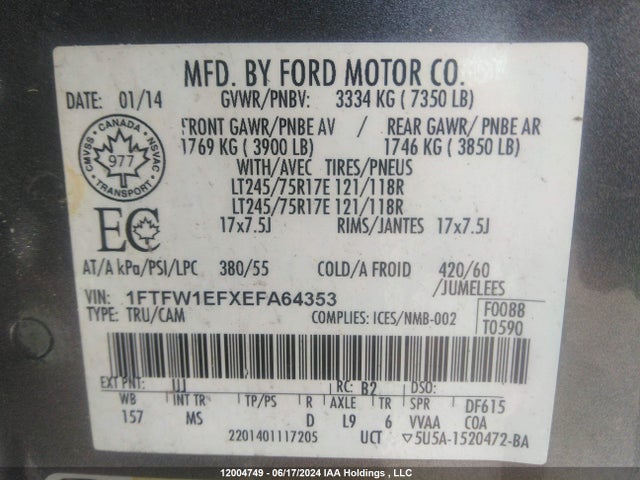 MFD. BY FORD MOTOR CO.
DATE: 01/14 GVWR/PNBV: 3334 KG ( 7350 LB)
FRONT GAWR/PNBE AV / REAR GAWR/ PNBE AR
1769 KG ( 3900 LB) 1746 KG ( 3850 LB)
CMVSS CANADA NSVAC
977
TRANSPORT
WITH/AVEC TIRES/PNEUS
LT245/75R17E 121/118R
LT245/75R17E 121/118R
17x7.5J RIMS/JANTES 17x7.5J
EC
AT/A kPa/PSI/LPC 380/55 COLD/A FROID 420/60
/JUMELEES
VIN: 1FTFW1EFXEFA64353 F0088
TYPE: TRU/CAM COMPLIES: ICES/NMB-002 T0590
EXT PNT: UJ RC: B2 DSO:
WB INT TR TP/PS R AXLE TR SPR DF615
157 MS D L9 6 VVAA COA
2201401117205 UCT ▽5U5A-1520472-BA
12004749 - 06/17/2024 IAA Holdings , LLC